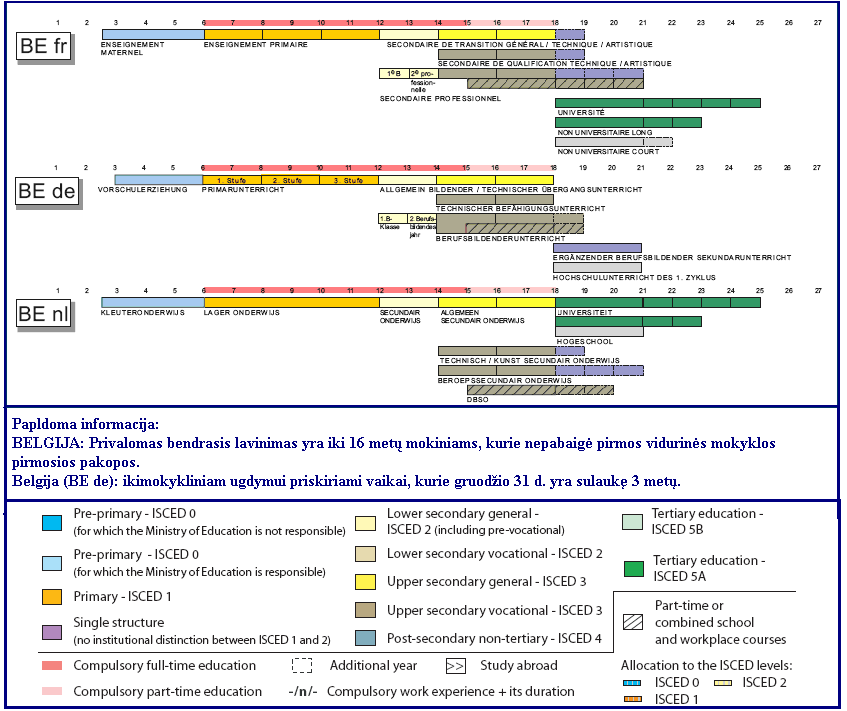 1 2 3 4 5 6 7 8 9 10 11 12 13 14 15 16 17 18 19 20 21 22 23 24 25 26 27
BE fr
ENSEIGNEMENT MATERNEL
ENSEIGNEMENT PRIMAIRE
SECONDAIRE DE TRANSITION GÉNÉRAL / TECHNIQUE / ARTISTIQUE
SECONDAIRE DE QUALIFICATION TECHNIQUE / ARTISTIQUE
1e B
2e pro-
fession-
nelle
SECONDAIRE PROFESSIONNEL
UNIVERSITÉ
NON UNIVERSITAIRE LONG
NON UNIVERSITAIRE COURT
1 2 3 4 5 6 7 8 9 10 11 12 13 14 15 16 17 18 19 20 21 22 23 24 25 26 27
BE de
1. Stufe 2. Stufe 3. Stufe
VORSCHULERZIEHUNG
PRIMARUNTERRICHT
ALLGEMEIN BILDENDER / TECHNISCHER ÜBERGANGSUNTERRICHT
TECHNISCHER BEFÄHIGUNGSUNTERRICHT
1.B-
Klasse
2.Berufs-
bildendes
jahr
BERUFSBILDENDERUNTERRICHT
ERGÄNZENDER BERUFSBILDENDER SEKUNDARUNTERRICHT
HOCHSCHULUNTERRICHT DES 1. ZYKLUS
1 2 3 4 5 6 7 8 9 10 11 12 13 14 15 16 17 18 19 20 21 22 23 24 25 26 27
BE nl
KLEUTERONDERWIJS
LAGER ONDERWIJS
SECUNDAIR
ONDERWIJS
ALGEMEEN
SECUNDAIR ONDERWIJS
UNIVERSITEIT
HOGESCHOOL
TECHNISCH / KUNST SECUNDAIR ONDERWIJS
BEROEPSSECUNDAIR ONDERWIJS
DBSO
Papldoma informacija:
BELGIJA: Privalomas bendrasis lavinimas yra iki 16 metų mokiniams, kurie nepabaigė pirmos vidurinės mokyklos
pirmosios pakopos.
Belgija (BE de): ikimokykliniam ugdymui priskiriami vaikai, kurie gruodžio 31 d. yra sulaukę 3 metų.
Pre-primary - ISCED 0
(for which the Ministry of Education is not responsible)
Pre-primary - ISCED 0
(for which the Ministry of Education is responsible)
Primary - ISCED 1
Single structure
(no institutional distinction between ISCED 1 and 2)
Lower secondary general -
ISCED 2 (including pre-vocational)
Lower secondary vocational - ISCED 2
Upper secondary general - ISCED 3
Upper secondary vocational - ISCED 3
Post-secondary non-tertiary - ISCED 4
Tertiary education -
ISCED 5B
Tertiary education -
ISCED 5A
Part-time or
combined school
and workplace courses
Compulsory full-time education
Additional year
>> Study abroad
Compulsory part-time education
-/n/- Compulsory work experience + its duration
Allocation to the ISCED levels:
ISCED 0 ISCED 2
ISCED 1